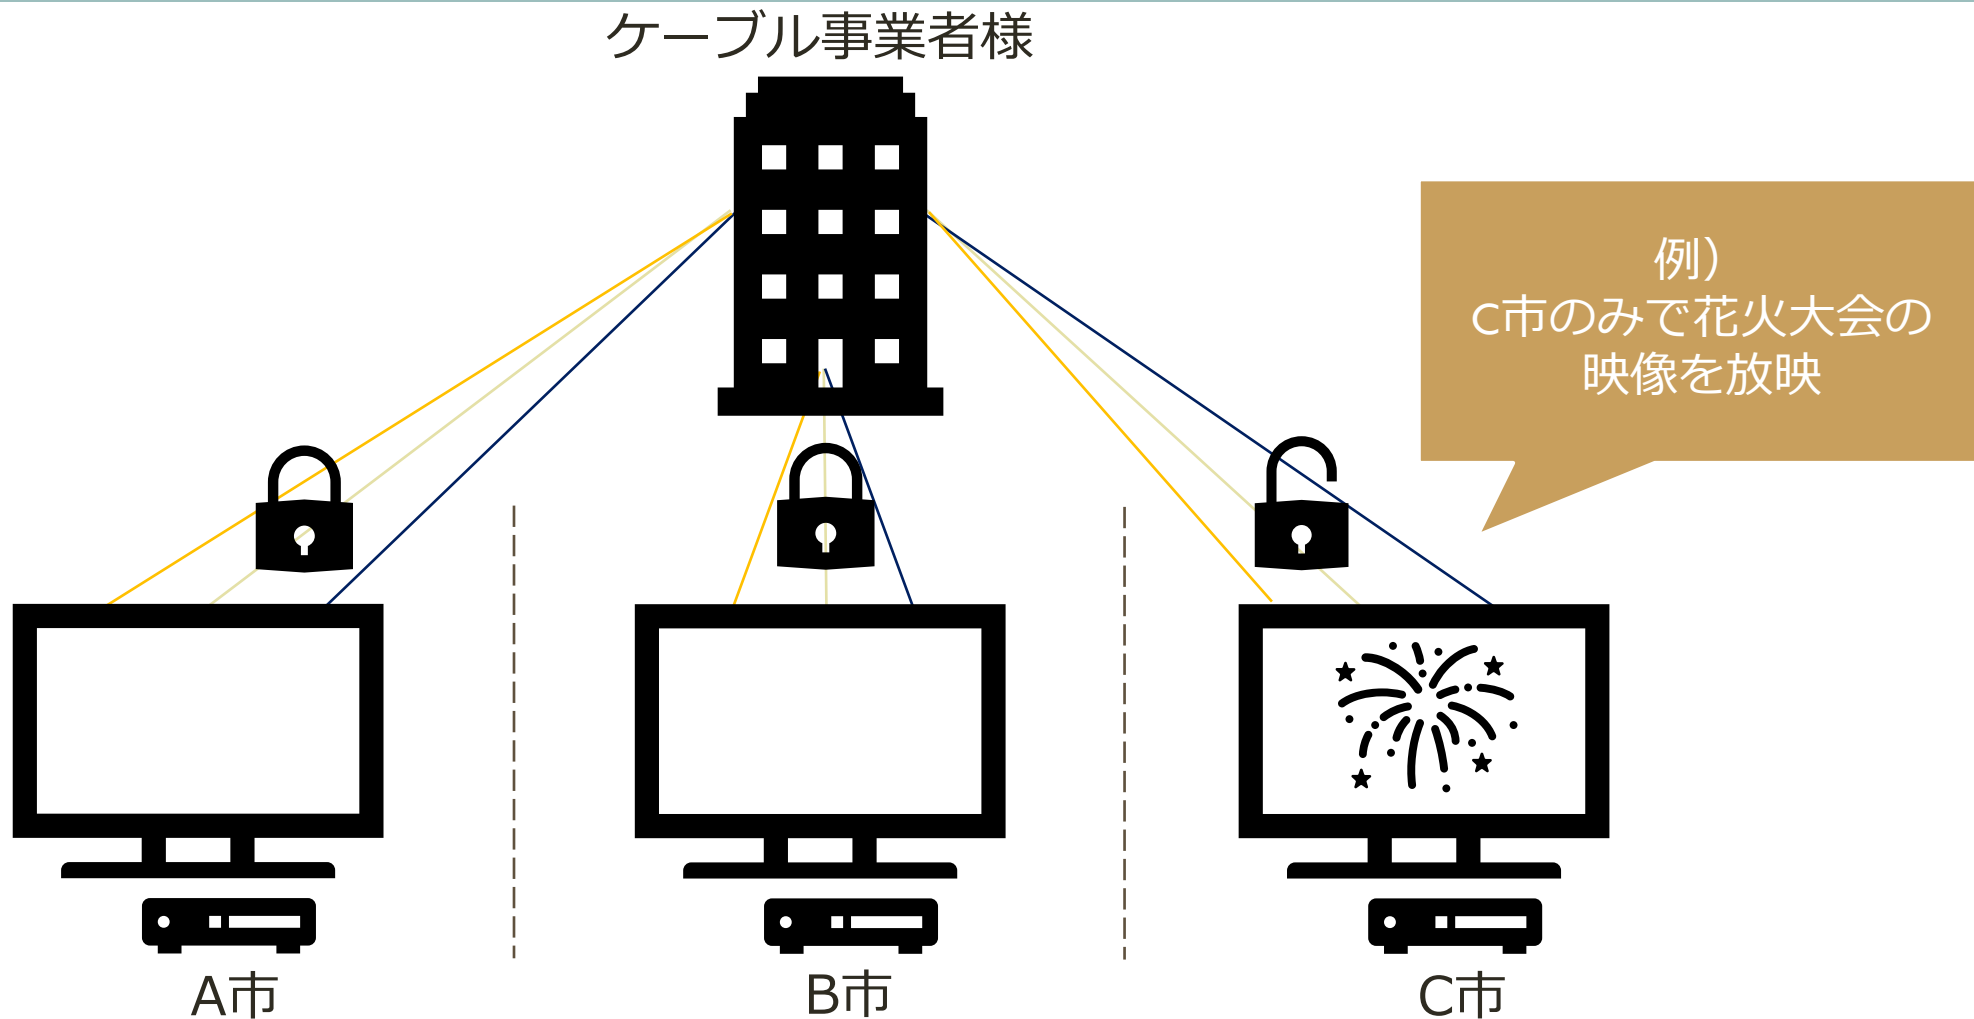 ケーブル事業者様
例）
C市のみで花火大会の
映像を放映
A市
B市
C市